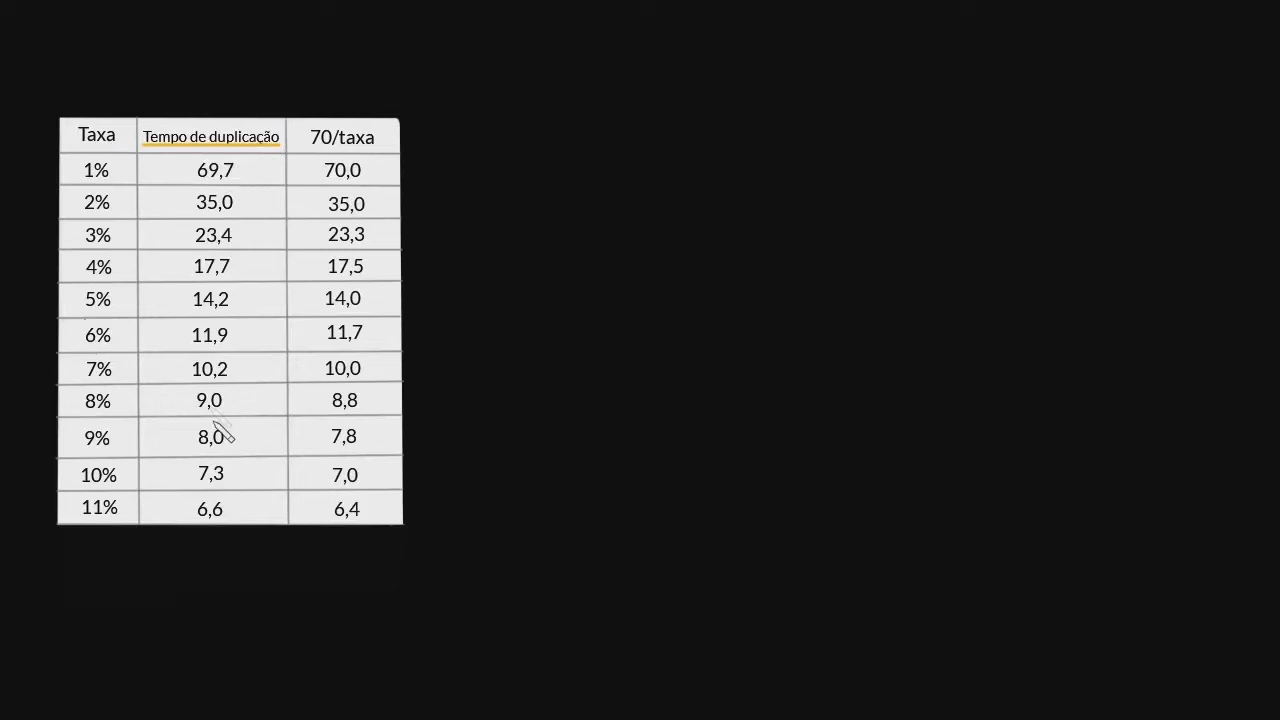 Taxa Tempo de duplicação 70/taxa
1% 69,7 70,0
2% 35,0 35,0
3% 23,4 23,3
4% 17,7 17,5
5% 14,2 14,0
6% 11,9 11,7
7% 10,2 10,0
8% 9,0 8,8
9% 8,0 7,8
10% 7,3 7,0
11% 6,6 6,4